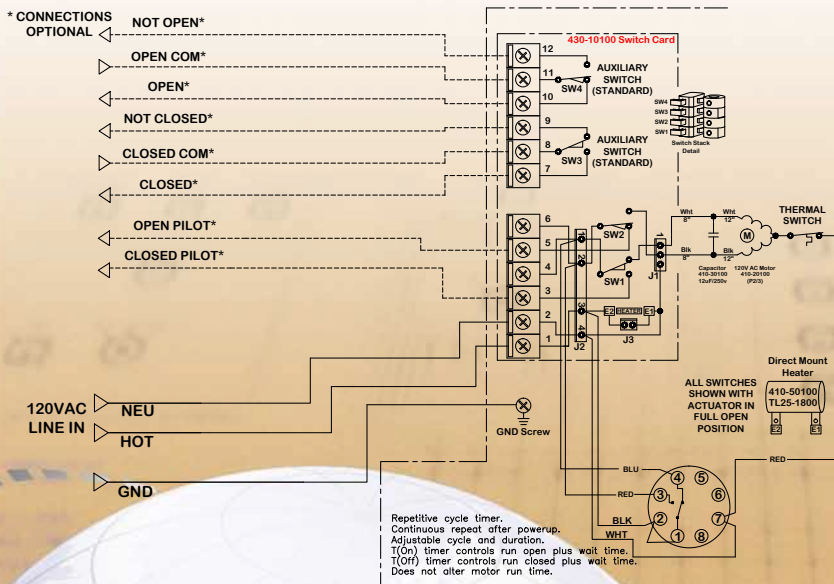 * CONNECTIONS
OPTIONAL
NOT OPEN*
OPEN COM*
OPEN*
NOT CLOSED*
CLOSED COM*
CLOSED*
OPEN PILOT*
CLOSED PILOT*
120VAC
LINE IN
NEU
HOT
GND
430-10100 Switch Card
12
11
10
9
8
7
6
5
4
3
2
1
AUXILIARY
SWITCH
(STANDARD)
SW4
AUXILIARY
SWITCH
(STANDARD)
SW3
SW4
SW3
SW2
SW1
Switch Stack
Detail
SW2
SW1
1
2
3
4
J2
1
J1
E2
HEATER
E1
J3
Wht
8"
Wht
12"
Blk
8"
Blk
12"
M
THERMAL
SWITCH
Capacitor
410-30100
12uF/250v
120V AC Motor
410-20100
(P2/3)
GND Screw
ALL SWITCHES
SHOWN WITH
ACTUATOR IN
FULL OPEN
POSITION
Direct Mount
Heater
410-50100
TL25-1800
E2
E1
BLU
RED
BLK
WHT
RED
4
5
3
6
2
7
1
8
Repetitive cycle timer.
Continuous repeat after powerup.
Adjustable cycle and duration.
T(On) timer controls run open plus wait time.
T(Off) timer controls run closed plus wait time.
Does not alter motor run time.